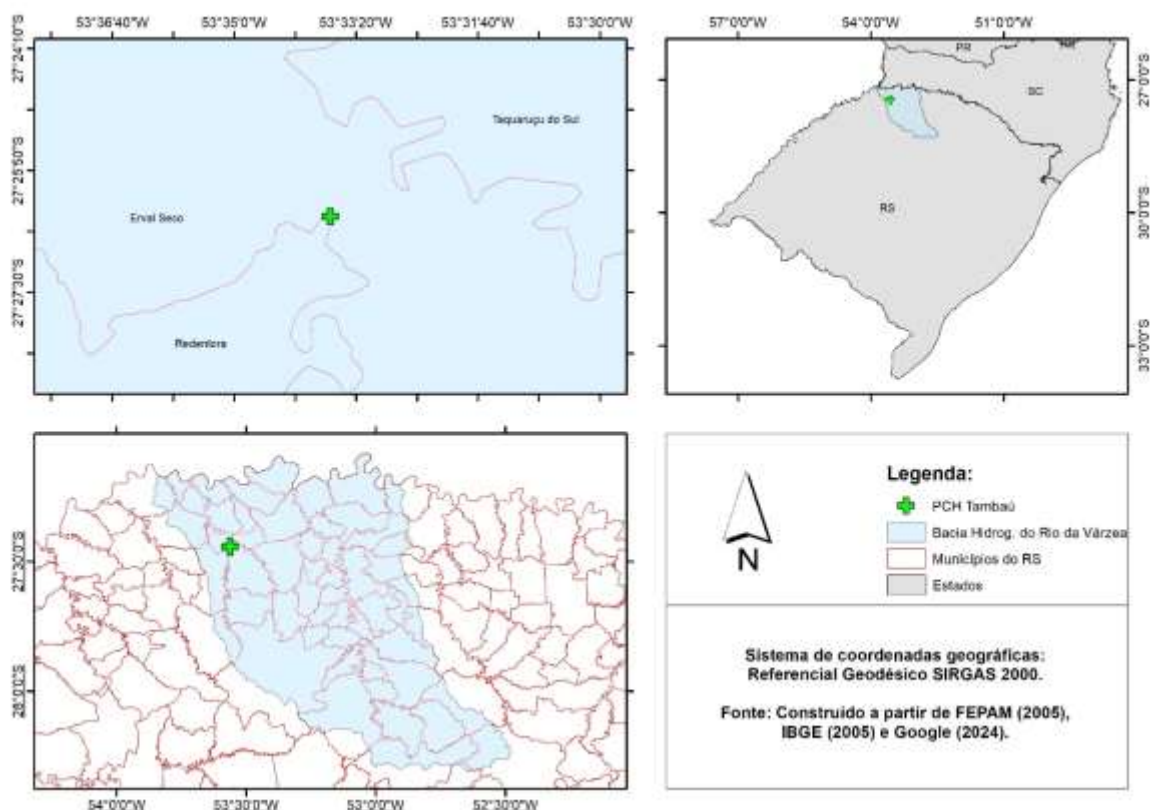 53°36'40"W
53°35'0"W
53°33'20"W
53°31'40"W
53°30'0"W
27°24'10"S
27°25'50"S
27°27'30"S
Taquaruçu do Sul
Erval Seco
Redentora
57°0'0"W
54°0'0"W
51°0'0"W
PR
SC
RS
27°0'0"S
30°0'0"S
33°0'0"S
27°30'0"S
28°0'0"S
54°0'0"W
53°30'0"W
53°0'0"W
52°30'0"W
N
Legenda:
PCH Tambaú
Bacia Hidrog. do Rio da Várzea
Municípios do RS
Estados
Sistema de coordenadas geográficas:
Referencial Geodésico SIRGAS 2000.
Fonte: Construido a partir de FEPAM (2005),
IBGE (2005) e Google (2024).